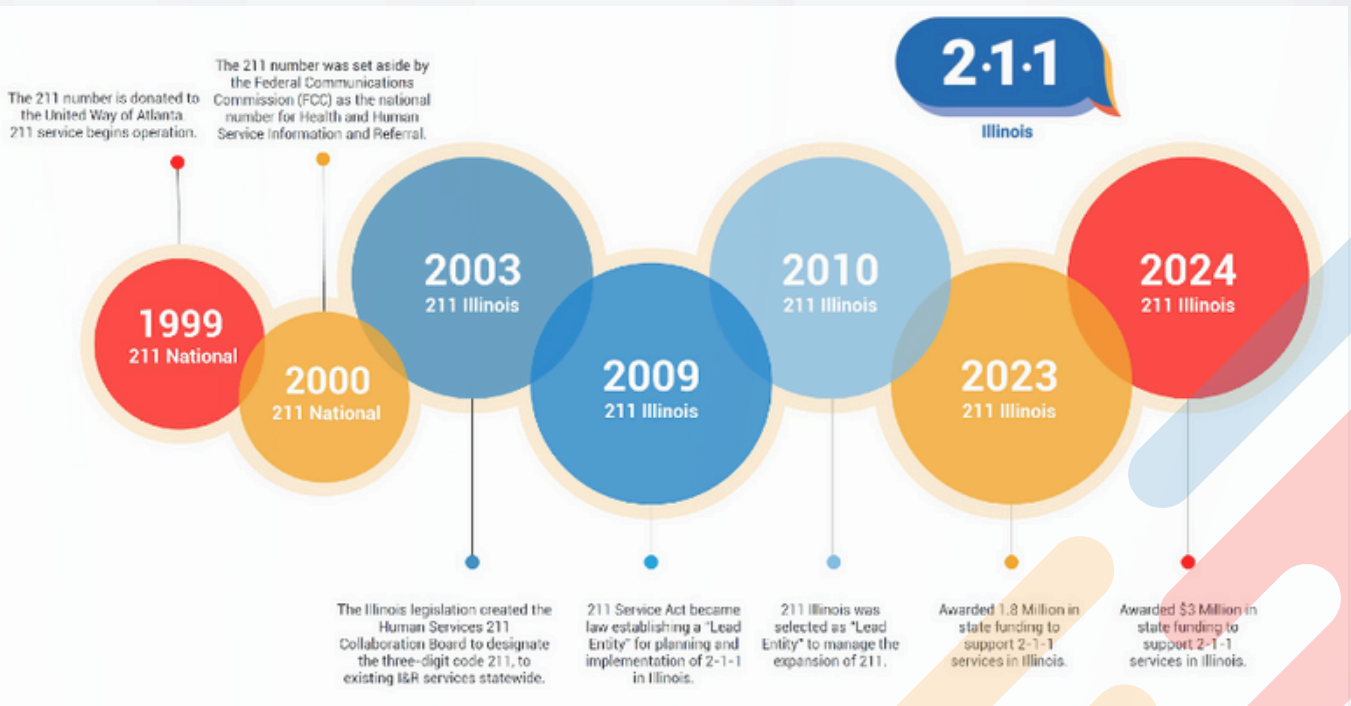 2·1·1
Illinois
The 211 number is donated to
the United Way of Atlanta.
211 service begins operation.
The 211 number was set aside by
the Federal Communications
Commission (FCC) as the national
number for Health and Human
Service Information and Referral.
1999
211 National
2000
211 National
2003
211 Illinois
2009
211 Illinois
2010
211 Illinois
2023
211 Illinois
2024
211 Illinois
The Illinois legislation created the
Human Services 211
Collaboration Board to designate
the three-digit code 211, to
existing I&R services statewide.
211 Service Act became
law establishing a "Lead
Entity" for planning and
implementation of 2-1-1
in Illinois.
211 Illinois was
selected as "Lead
Entity" to manage the
expansion of 211.
Awarded 1.8 Million in
state funding to
support 2-1-1
services in Illinois.
Awarded $3 Million in
state funding to
support 2-1-1
services in Illinois.